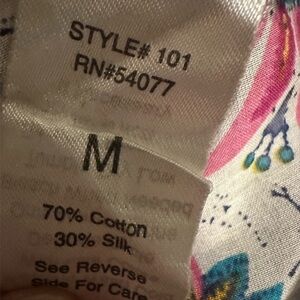 STYLE# 101
RN#54077
M
70% Cotton
30% Silk
See Reverse
Side For Care